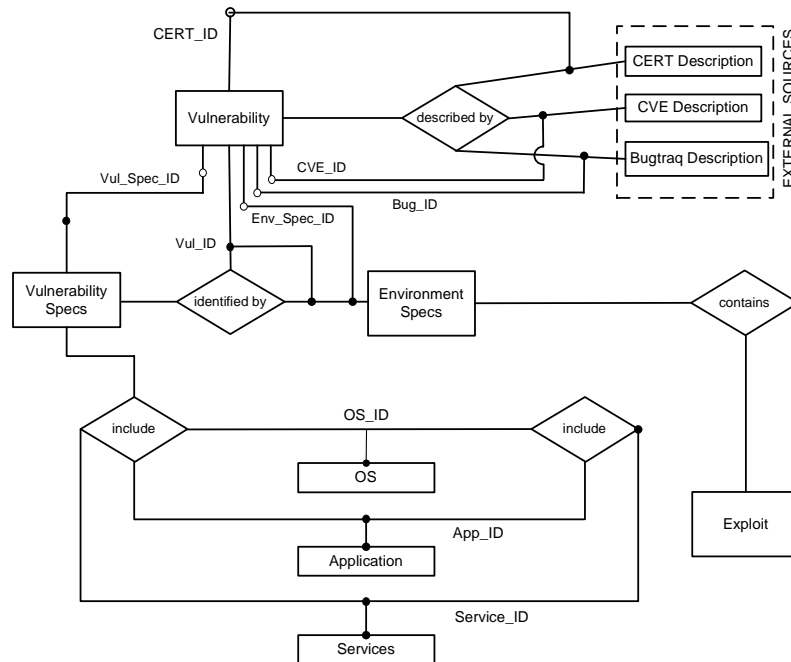 CERT_ID
EXTERNAL SOURCES
CERT Description
Vulnerability
described by
CVE Description
Bugtraq Description
CVE_ID
Vul_Spec_ID
Bug_ID
Env_Spec_ID
Vul_ID
Vulnerability
Specs
identified by
Environment
Specs
contains
include
OS_ID
include
OS
Exploit
App_ID
Application
Service_ID
Services